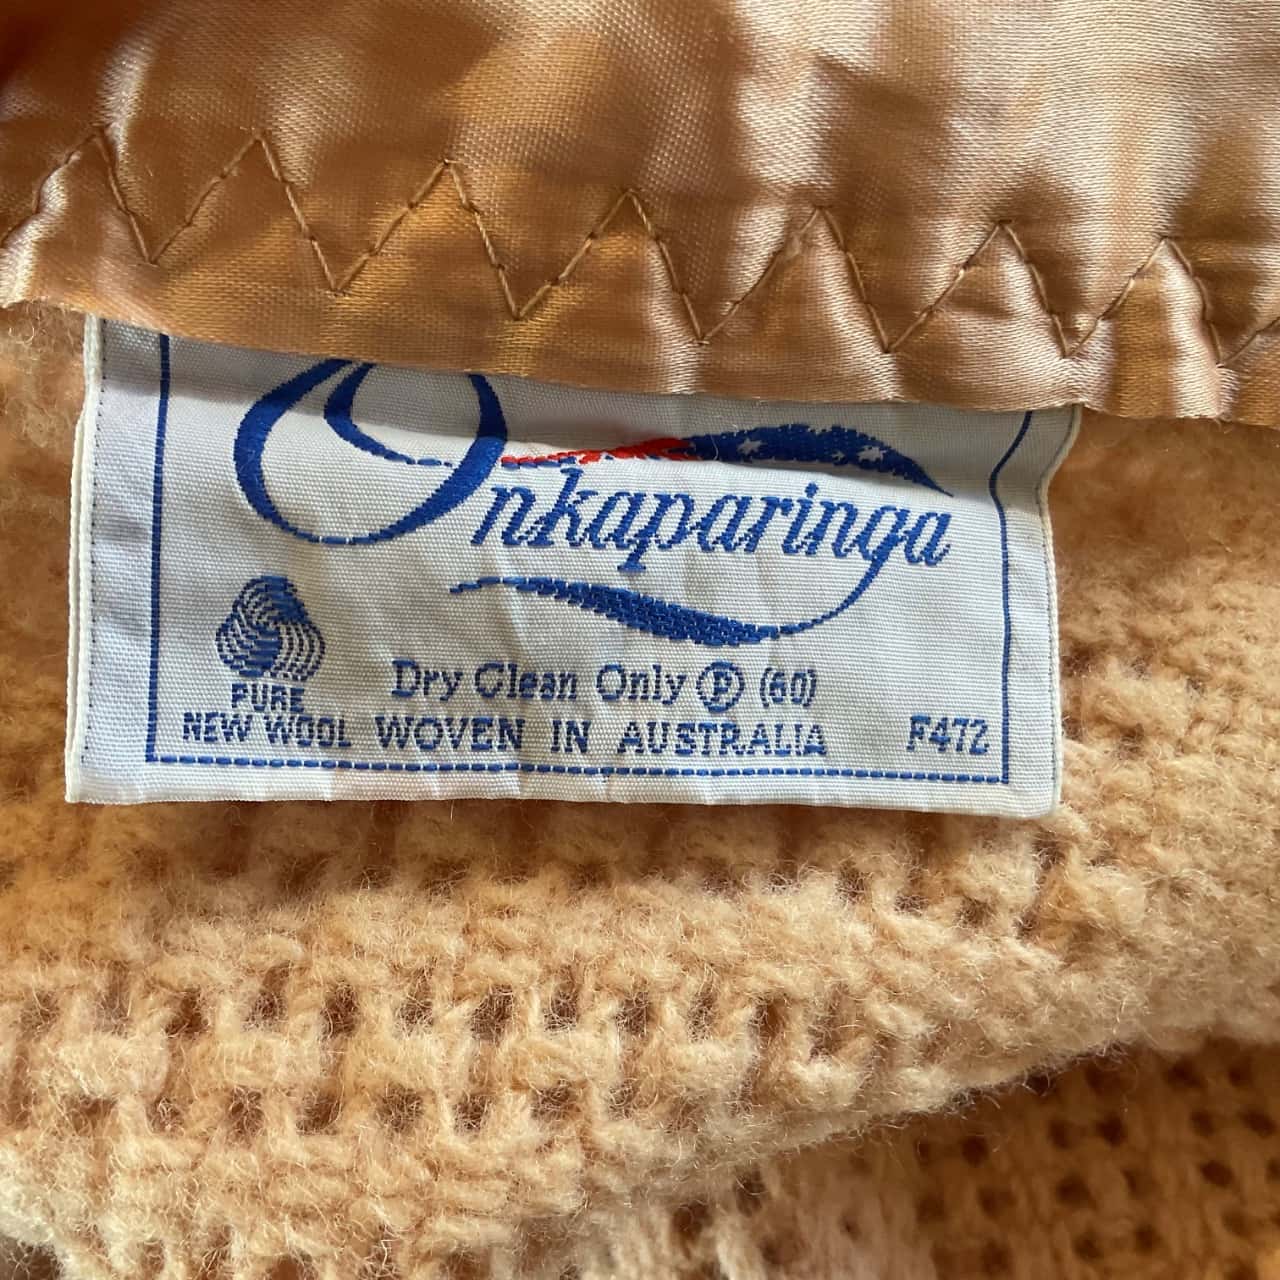 Onkaparinga
Dry Clean Only Ⓟ (60)
PURE
NEW WOOL WOVEN IN AUSTRALIA F472